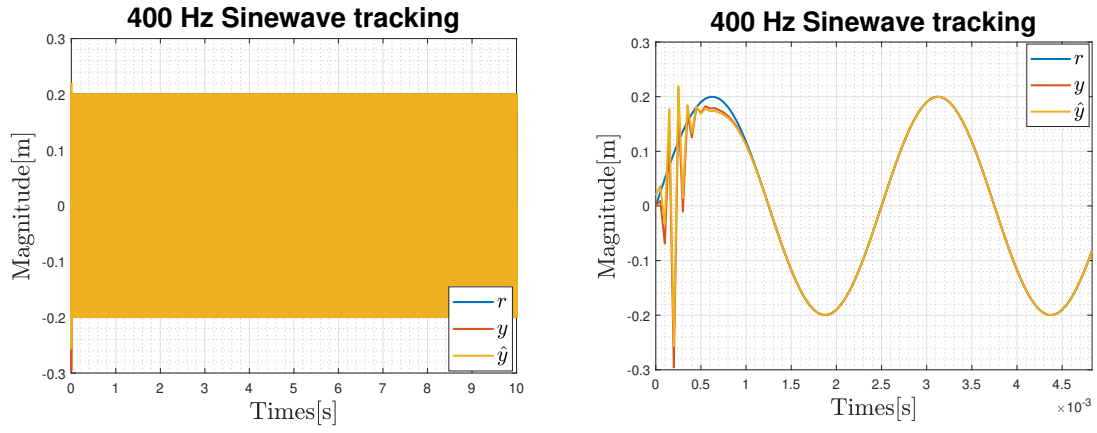 400 Hz Sinewave tracking
0.3
0.2
0.1
0
-0.1
-0.2
-0.3
Magnitude[m]
0 1 2 3 4 5 6 7 8 9 10
Times[s]
r
y
ŷ
400 Hz Sinewave tracking
0.3
0.2
0.1
0
-0.1
-0.2
-0.3
Magnitude[m]
0 0.5 1 1.5 2 2.5 3 3.5 4 4.5
Times[s]
×10⁻³
r
y
ŷ